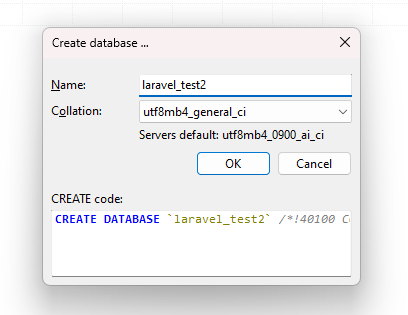 Create database ...
Name:
laravel_test2
Collation:
utf8mb4_general_ci
Servers default: utf8mb4_0900_ai_ci
OK
Cancel
CREATE code:
CREATE DATABASE `laravel_test2` /*!40100 C